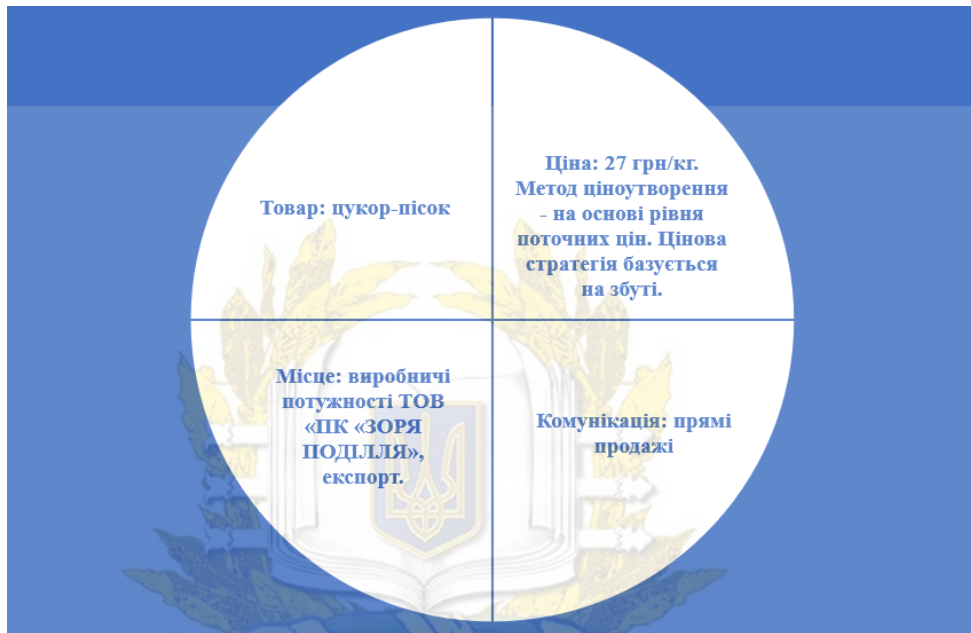 Товар: цукор-пісок
Ціна: 27 грн/кг.
Метод ціноутворення
- на основі рівня
поточних цін. Цінова
стратегія базується
на збуті.
Місце: виробничі
потужності ТОВ
«ПК «ЗОРЯ
ПОДІЛЛЯ»,
експорт.
Комунікація: прямі
продажі